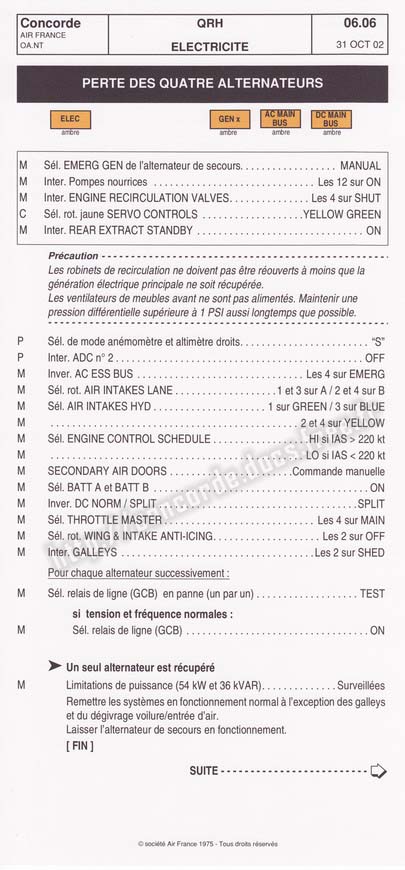 Concorde
AIR FRANCE
OA.NT
QRH
ELECTRICITE
06.06
31 OCT 02
PERTE DES QUATRE ALTERNATEURS
ELEC
ambre
GEN x
ambre
AC MAIN
BUS
ambre
DC MAIN
BUS
ambre
M Sél. EMERG GEN de l'alternateur de secours. . . . . . . . . . . . . . . . . MANUAL
M Inter. Pompes nourrices . . . . . . . . . . . . . . . . . . . . . . . . . . . . . Les 12 sur ON
M Inter. ENGINE RECIRCULATION VALVES. . . . . . . . . . . . . . . Les 4 sur SHUT
C Sél. rot. jaune SERVO CONTROLS . . . . . . . . . . . . . . . . . . YELLOW GREEN
M Inter. REAR EXTRACT STANDBY . . . . . . . . . . . . . . . . . . . . . . . . . . . . . ON
Précaution
Les robinets de recirculation ne doivent pas être réouverts à moins que la
génération électrique principale ne soit récupérée.
Les ventilateurs de meubles avant ne sont pas alimentés. Maintenir une
pression différentielle supérieure à 1 PSI aussi longtemps que possible.
P Sél. de mode anémomètre et altimètre droits. . . . . . . . . . . . . . . . . . . . . . “S”
P Inter. ADC n° 2 . . . . . . . . . . . . . . . . . . . . . . . . . . . . . . . . . . . . . . . . . OFF
M Inver. AC ESS BUS . . . . . . . . . . . . . . . . . . . . . . . . . . . . . . Les 4 sur EMERG
M Sél. rot. AIR INTAKES LANE . . . . . . . . . . . . . . . . . 1 et 3 sur A / 2 et 4 sur B
M Sél. AIR INTAKES HYD . . . . . . . . . . . . . . . . . . . 1 sur GREEN / 3 sur BLUE
M . . . . . . . . . . . . . . . . . . . . . . . . . . . . . . . . . . . . . . . 2 et 4 sur YELLOW
M Sél. ENGINE CONTROL SCHEDULE . . . . . . . . . . . . . . . HI si IAS > 220 kt
M . . . . . . . . . . . . . . . . . . . . . . . . . . . . . . . . . . . . . . . LO si IAS < 220 kt
M SECONDARY AIR DOORS . . . . . . . . . . . . . . . . . . . . Commande manuelle
M Sél. BATT A et BATT B . . . . . . . . . . . . . . . . . . . . . . . . . . . . . . . . . . . ON
M Inver. DC NORM / SPLIT. . . . . . . . . . . . . . . . . . . . . . . . . . . . . . . . . SPLIT
M Sél. THROTTLE MASTER . . . . . . . . . . . . . . . . . . . . . . . . . Les 4 sur MAIN
M Sél. rot. WING & INTAKE ANTI-ICING. . . . . . . . . . . . . . . . . Les 2 sur OFF
M Inter. GALLEYS . . . . . . . . . . . . . . . . . . . . . . . . . . . . . . . . Les 2 sur SHED
Pour chaque alternateur successivement :
M Sél. relais de ligne (GCB) en panne (un par un) . . . . . . . . . . . . . . . . TEST
si tension et fréquence normales :
M Sél. relais de ligne (GCB) . . . . . . . . . . . . . . . . . . . . . . . . . . . . . . . . ON
➤ Un seul alternateur est récupéré
M Limitations de puissance (54 kW et 36 kVAR). . . . . . . . . . . . . Surveillées
Remettre les systèmes en fonctionnement normal à l'exception des galleys
et du dégivrage voilure/entrée d'air.
Laisser l'alternateur de secours en fonctionnement.
[ FIN ]
SUITE
© société Air France 1975 - Tous droits réservés